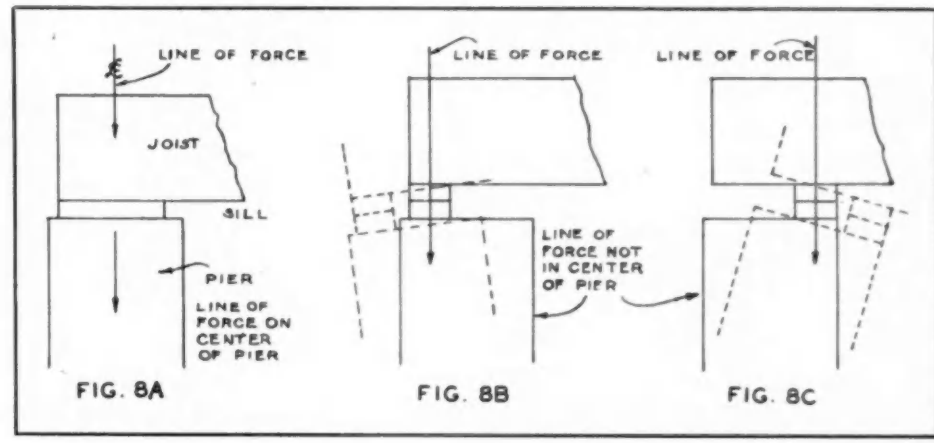 LINE OF FORCE
JOIST
SILL
PIER
LINE OF
FORCE ON
CENTER
OF PIER
FIG. 8A
LINE OF FORCE
LINE OF
FORCE NOT
IN CENTER
OF PIER
FIG. 8B
LINE OF
FORCE
FIG. 8C